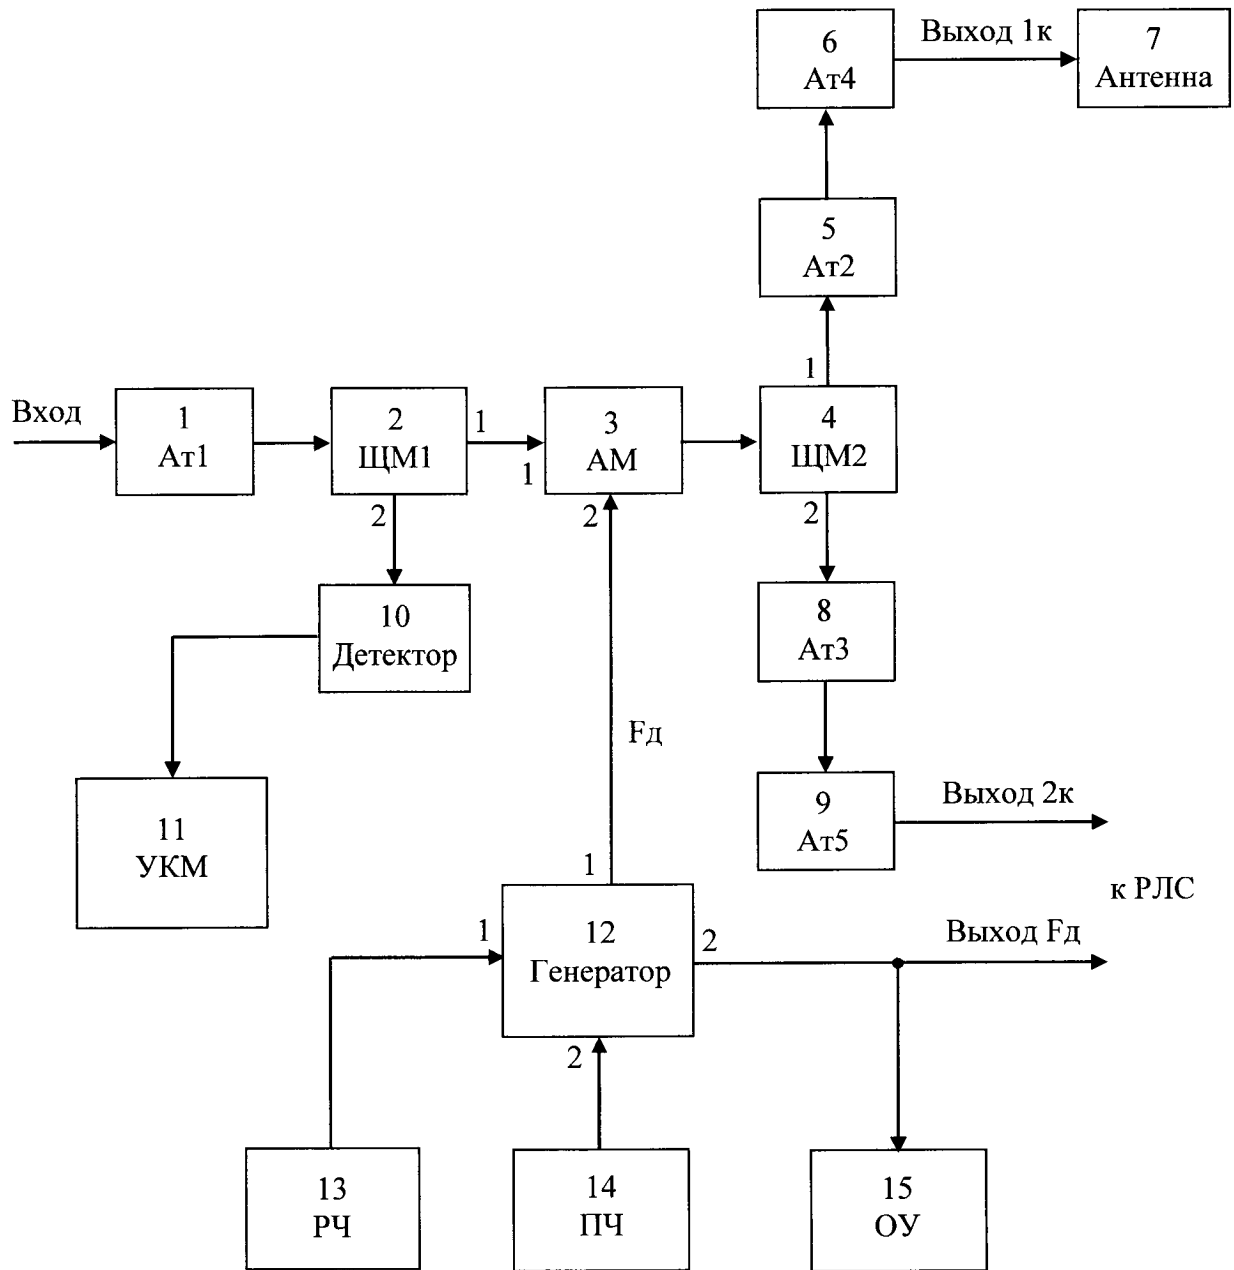 6
Ат4
Выход 1к
7
Антенна
5
Ат2
1
Вход
1
Ат1
2
ЩМ1
1
1
3
АМ
4
ЩМ2
2
2
2
10
Детектор
8
Ат3
Fд
11
УКМ
9
Ат5
Выход 2к
к РЛС
1
1
12
Генератор
2
Выход Fд
2
13
РЧ
14
ПЧ
15
ОУ